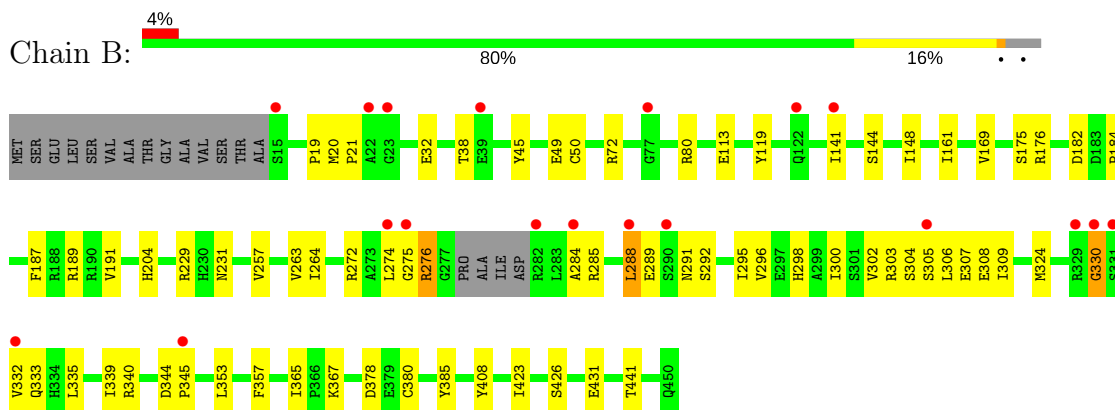 4%
Chain B:
80% 16% • •
MET SER GLU LEU SER VAL ALA THR GLY ALA VAL SER THR ALA S15 P19 M20 P21 A22 G23 E32 T38 E39 Y45 E49 C50 R72 G77 R80 E113 Y119 Q122 I141 S144 I148 I161 V169 S175 R176 D182 D183
F187 R188 R189 R190 V191 H204 R229 H230 N231 V257 V263 I264 R272 A273 L274 G275 R276 G277 PRO ALA ILE ASP R282 L283 A284 R285 L288 E289 S290 N291 S292 I295 V296 E297 H298 A299 I300 S301 V302 R303 S304 S305 L306 E307 E308 I309 M324 R329 G330 S331
V332 Q333 H334 L335 I339 R340 D344 P345 L353 F357 I365 P366 K367 D378 E379 C380 Y385 Y408 I423 S426 E431 T441 Q450